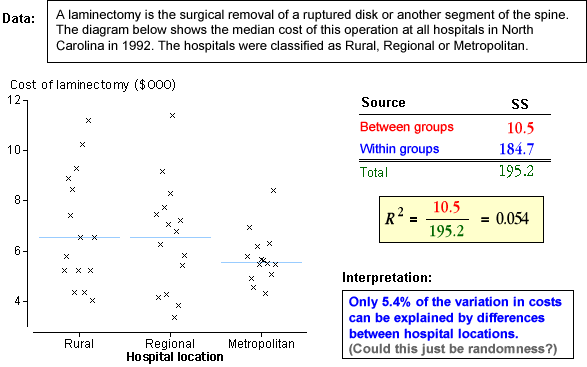 Data:
A laminectomy is the surgical removal of a ruptured disk or another segment of the spine.
The diagram below shows the median cost of this operation at all hospitals in North
Carolina in 1992. The hospitals were classified as Rural, Regional or Metropolitan.
Cost of laminectomy ($000)
12
10
8
6
4
Rural Regional Metropolitan
Hospital location
Source SS
Between groups 10.5
Within groups 184.7
Total 195.2
R² = 10.5 / 195.2 = 0.054
Interpretation:
Only 5.4% of the variation in costs
can be explained by differences
between hospital locations.
(Could this just be randomness?)